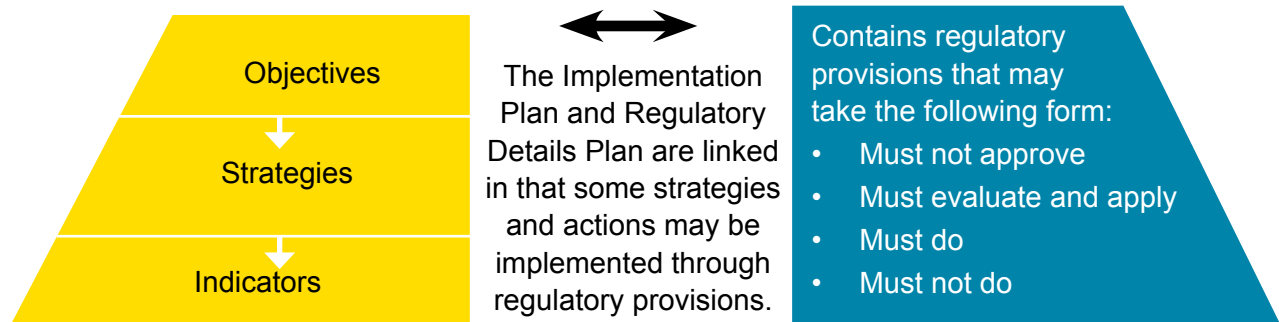 Objectives
Strategies
Indicators
The Implementation
Plan and Regulatory
Details Plan are linked
in that some strategies
and actions may be
implemented through
regulatory provisions.
Contains regulatory
provisions that may
take the following form:
• Must not approve
• Must evaluate and apply
• Must do
• Must not do